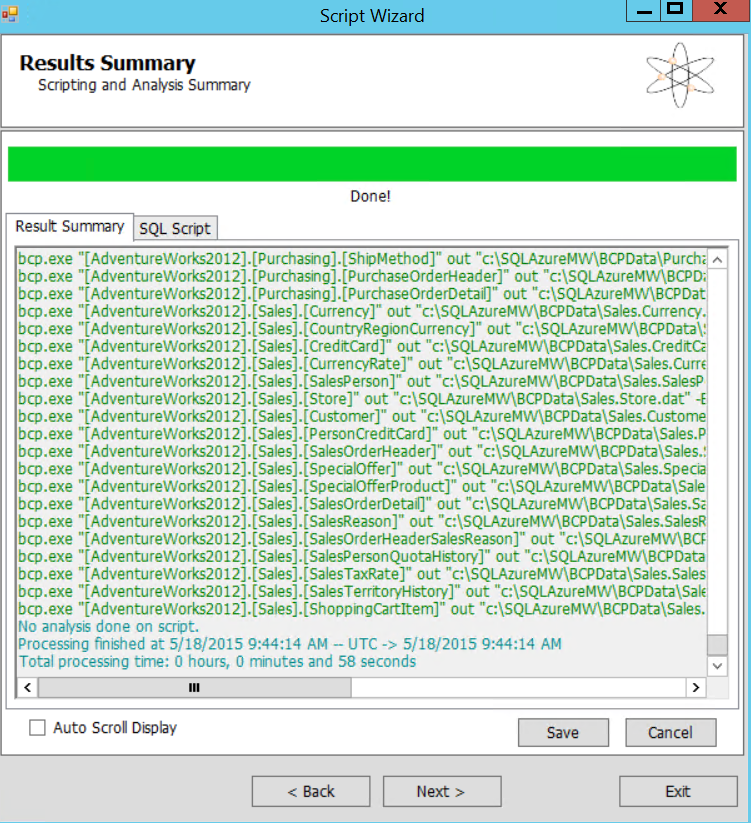 Script Wizard
Results Summary
Scripting and Analysis Summary
Done!
Result Summary
SQL Script
bcp.exe "[AdventureWorks2012].[Purchasing].[ShipMethod]" out "c:\SQLAzureMW\BCPData\Purcha
bcp.exe "[AdventureWorks2012].[Purchasing].[PurchaseOrderHeader]" out "c:\SQLAzureMW\BCPDa
bcp.exe "[AdventureWorks2012].[Purchasing].[PurchaseOrderDetail]" out "c:\SQLAzureMW\BCPDat
bcp.exe "[AdventureWorks2012].[Sales].[Currency]" out "c:\SQLAzureMW\BCPData\Sales.Currency.
bcp.exe "[AdventureWorks2012].[Sales].[CountryRegionCurrency]" out "c:\SQLAzureMW\BCPData\S
bcp.exe "[AdventureWorks2012].[Sales].[CreditCard]" out "c:\SQLAzureMW\BCPData\Sales.CreditCa
bcp.exe "[AdventureWorks2012].[Sales].[CurrencyRate]" out "c:\SQLAzureMW\BCPData\Sales.Curre
bcp.exe "[AdventureWorks2012].[Sales].[SalesPerson]" out "c:\SQLAzureMW\BCPData\Sales.SalesP
bcp.exe "[AdventureWorks2012].[Sales].[Store]" out "c:\SQLAzureMW\BCPData\Sales.Store.dat" -E
bcp.exe "[AdventureWorks2012].[Sales].[Customer]" out "c:\SQLAzureMW\BCPData\Sales.Custome
bcp.exe "[AdventureWorks2012].[Sales].[PersonCreditCard]" out "c:\SQLAzureMW\BCPData\Sales.P
bcp.exe "[AdventureWorks2012].[Sales].[SalesOrderHeader]" out "c:\SQLAzureMW\BCPData\Sales.S
bcp.exe "[AdventureWorks2012].[Sales].[SpecialOffer]" out "c:\SQLAzureMW\BCPData\Sales.Specia
bcp.exe "[AdventureWorks2012].[Sales].[SpecialOfferProduct]" out "c:\SQLAzureMW\BCPData\Sale
bcp.exe "[AdventureWorks2012].[Sales].[SalesOrderDetail]" out "c:\SQLAzureMW\BCPData\Sales.Sa
bcp.exe "[AdventureWorks2012].[Sales].[SalesReason]" out "c:\SQLAzureMW\BCPData\Sales.SalesR
bcp.exe "[AdventureWorks2012].[Sales].[SalesOrderHeaderSalesReason]" out "c:\SQLAzureMW\BCP
bcp.exe "[AdventureWorks2012].[Sales].[SalesPersonQuotaHistory]" out "c:\SQLAzureMW\BCPData
bcp.exe "[AdventureWorks2012].[Sales].[SalesTaxRate]" out "c:\SQLAzureMW\BCPData\Sales.Sales
bcp.exe "[AdventureWorks2012].[Sales].[SalesTerritoryHistory]" out "c:\SQLAzureMW\BCPData\Sale
bcp.exe "[AdventureWorks2012].[Sales].[ShoppingCartItem]" out "c:\SQLAzureMW\BCPData\Sales.
No analysis done on script.
Processing finished at 5/18/2015 9:44:14 AM -- UTC -> 5/18/2015 9:44:14 AM
Total processing time: 0 hours, 0 minutes and 58 seconds
Auto Scroll Display
Save
Cancel
< Back
Next >
Exit